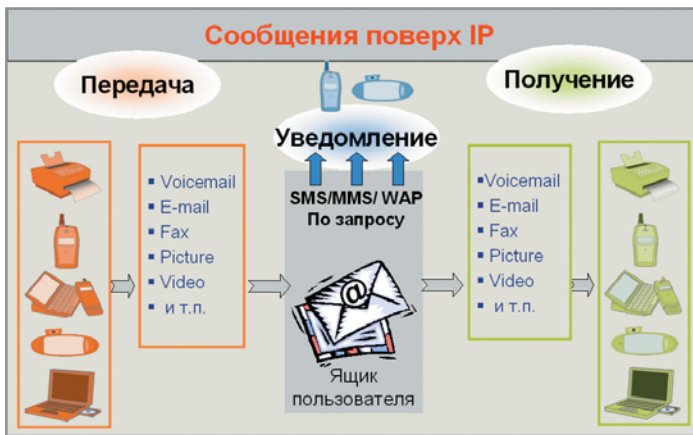 Сообщения поверх IP
Передача
Получение
Уведомление
▪ Voicemail
▪ E-mail
▪ Fax
▪ Picture
▪ Video
▪ и т.п.
SMS/MMS/ WAP
По запросу
@
Ящик
пользователя
▪Voicemail
▪ E-mail
▪ Fax
▪ Picture
▪ Video
▪ и т.п.